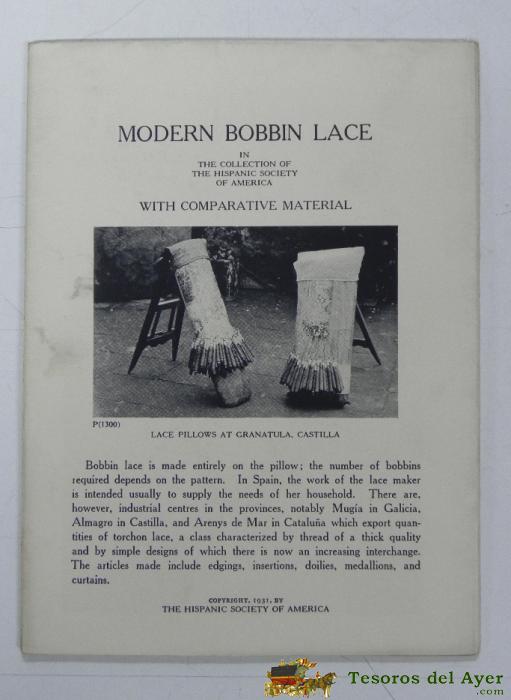 MODERN BOBBIN LACE
IN
THE COLLECTION OF
THE HISPANIC SOCIETY
OF AMERICA
WITH COMPARATIVE MATERIAL
P(1300)
LACE PILLOWS AT GRANATULA, CASTILLA
Bobbin lace is made entirely on the pillow; the number of bobbins
required depends on the pattern. In Spain, the work of the lace maker
is intended usually to supply the needs of her household. There are,
however, industrial centres in the provinces, notably Mugía in Galicia,
Almagro in Castilla, and Arenys de Mar in Cataluña which export quan-
tities of torchon lace, a class characterized by thread of a thick quality
and by simple designs of which there is now an increasing interchange.
The articles made include edgings, insertions, doilies, medallions, and
curtains.
COPYRIGHT, 1931, BY
THE HISPANIC SOCIETY OF AMERICA
Tesoros del Ayer
.com